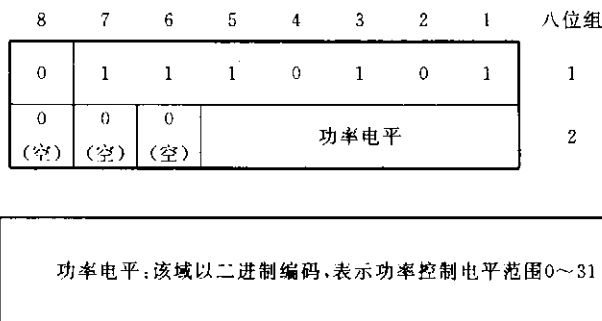 8 7 6 5 4 3 2 1 八位组
0 1 1 1 0 1 0 1 1
0 0 0 功率电平 2
(空) (空) (空)
功率电平:该域以二进制编码,表示功率控制电平范围0~31